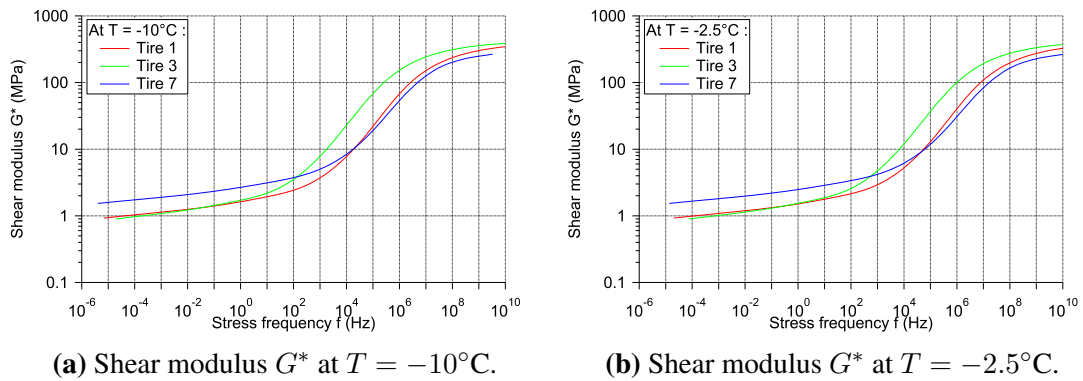 1000
100
10
1
0.1
Shear modulus G* (MPa)
At T = -10°C :
Tire 1
Tire 3
Tire 7
10^-6
10^-4
10^-2
10^0
10^2
10^4
10^6
10^8
10^10
Stress frequency f (Hz)
(a) Shear modulus G* at T = −10°C.
1000
100
10
1
0.1
Shear modulus G* (MPa)
At T = -2.5°C :
Tire 1
Tire 3
Tire 7
10^-6
10^-4
10^-2
10^0
10^2
10^4
10^6
10^8
10^10
Stress frequency f (Hz)
(b) Shear modulus G* at T = −2.5°C.